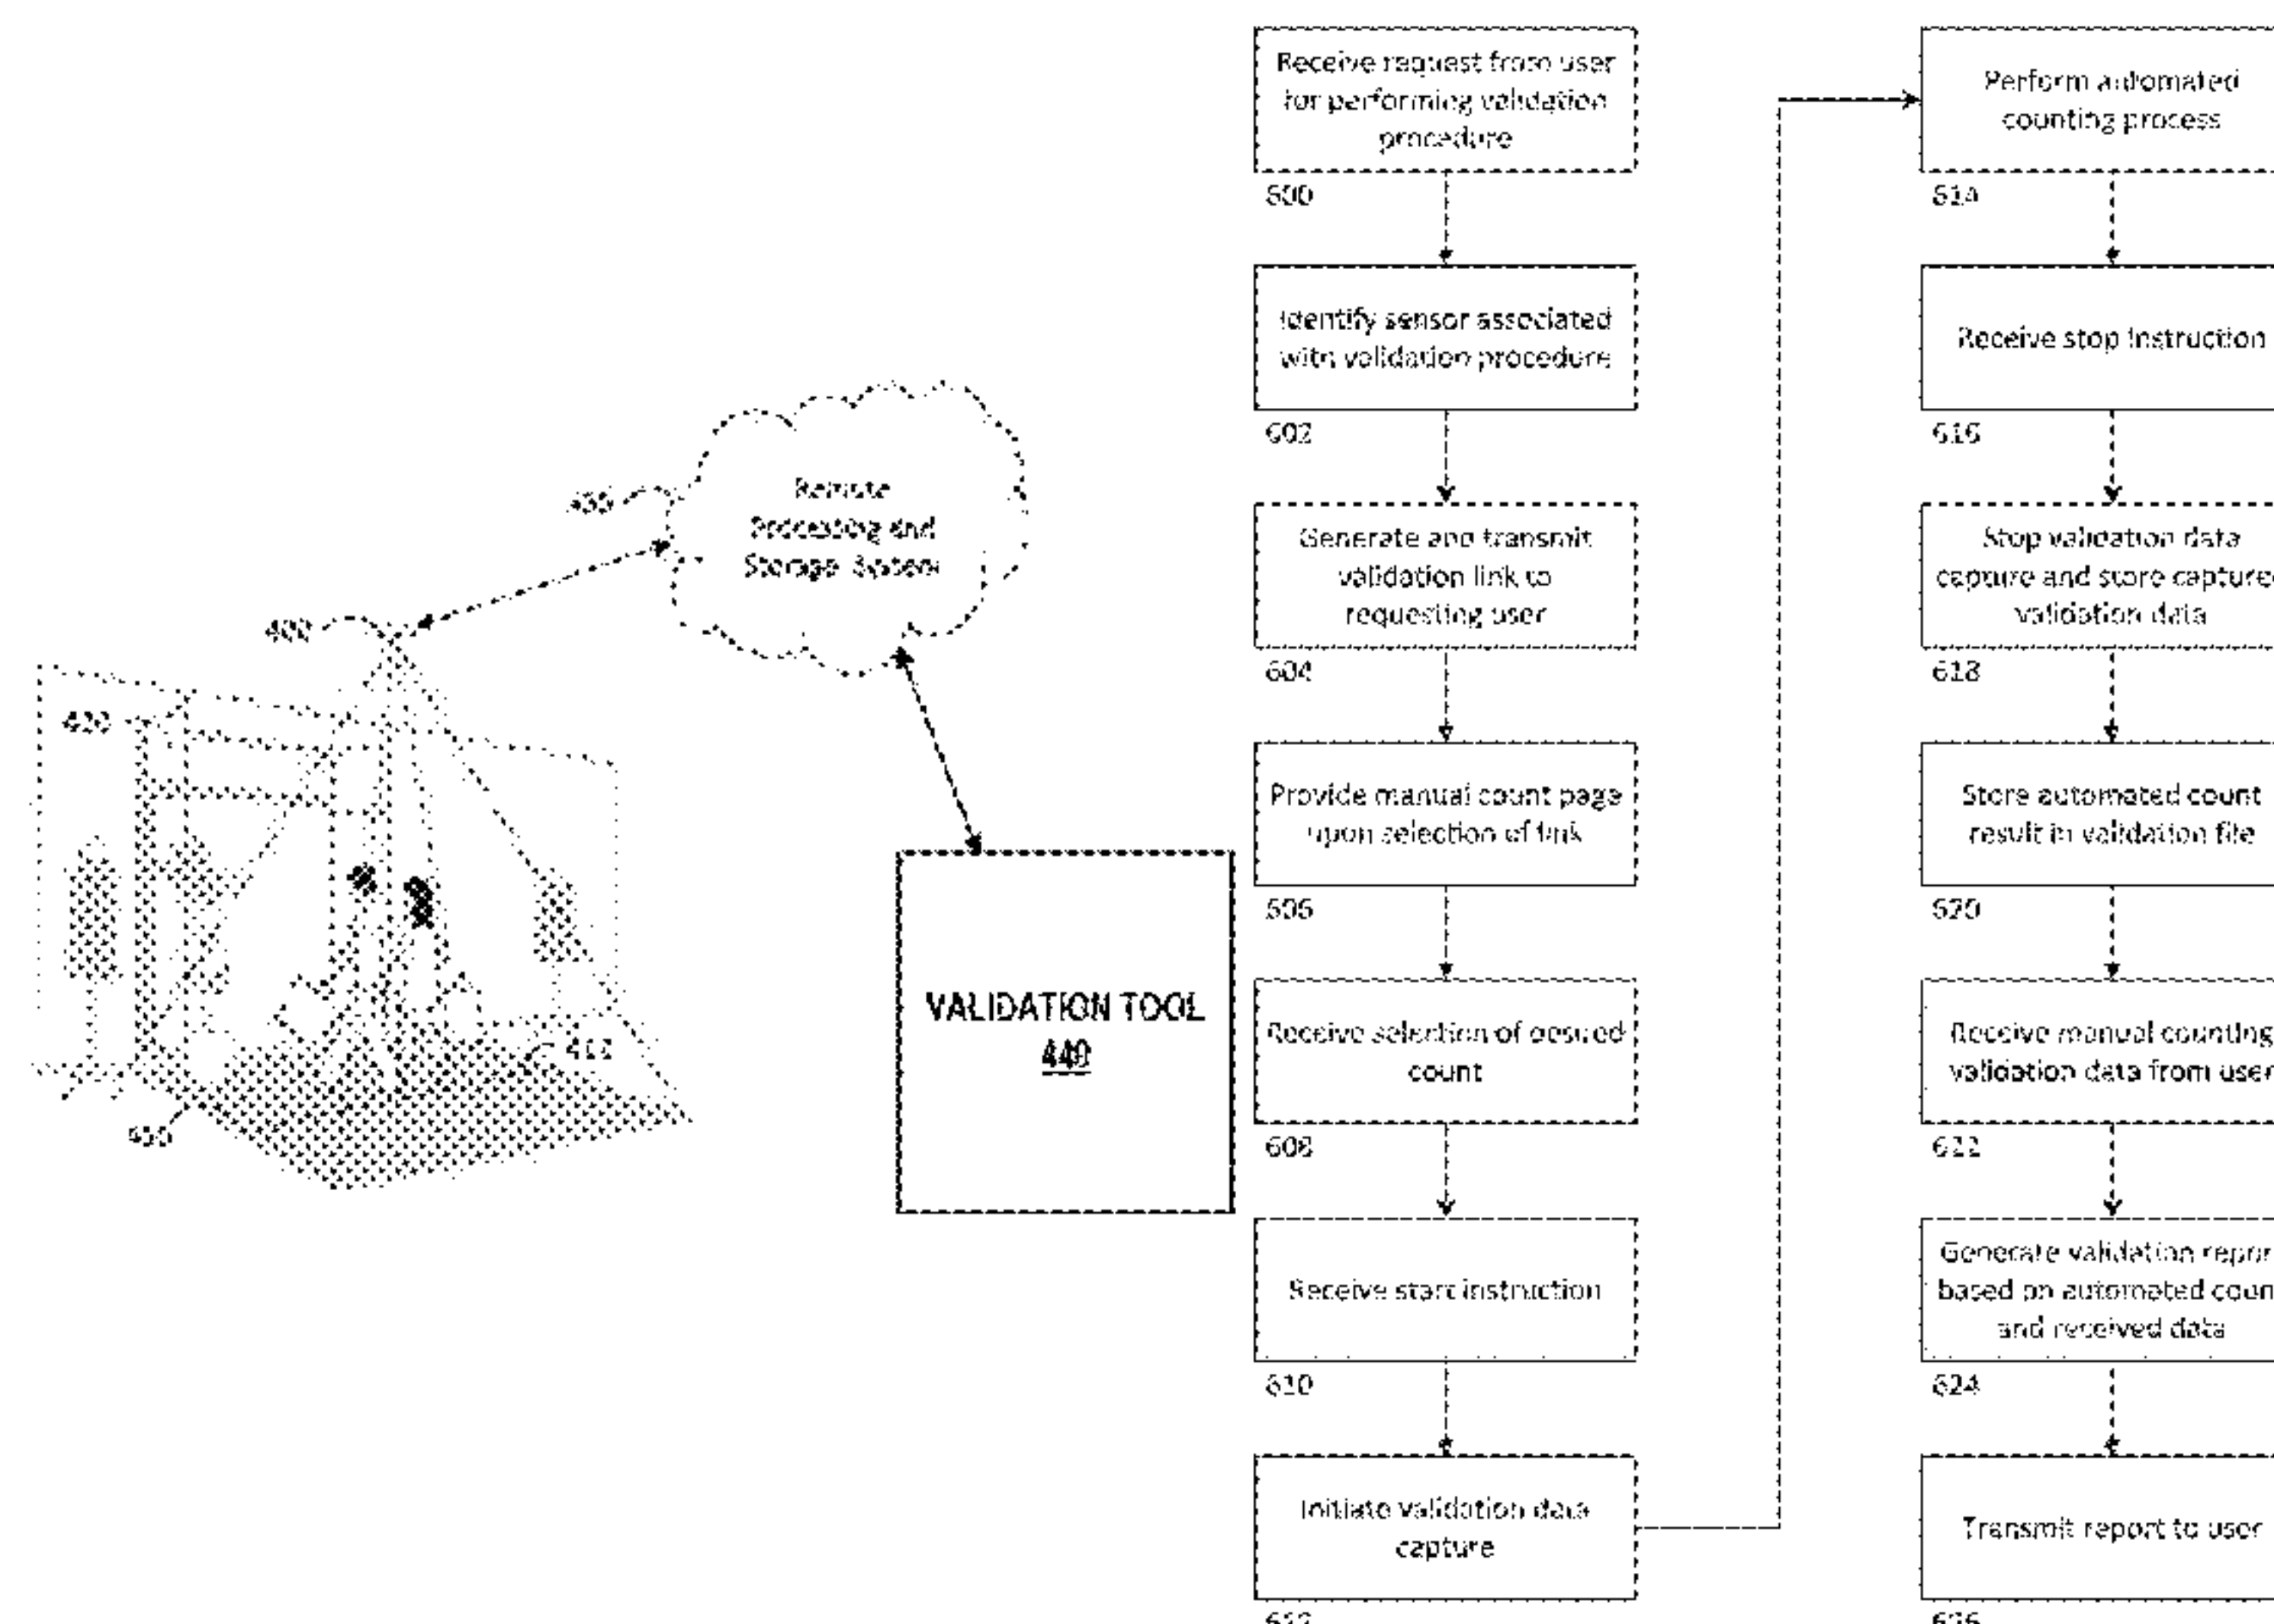 Remote
Processing and
Storage System
400
412
VALIDATION TOOL
440
Receive request from user
for performing validation
procedure
600
Identify sensor associated
with validation procedure
602
Generate and transmit
validation link to
requesting user
604
Provide manual count page
upon selection of link
606
Receive selection of desired
count
608
Receive start instruction
610
Initiate validation data
capture
612
Perform automated
counting process
614
Receive stop instruction
616
Stop validation data
capture and store captured
validation data
618
Store automated count
result in validation file
620
Receive manual counting
validation data from user
622
Generate validation repor
based on automated coun
and received data
624
Transmit report to user
626